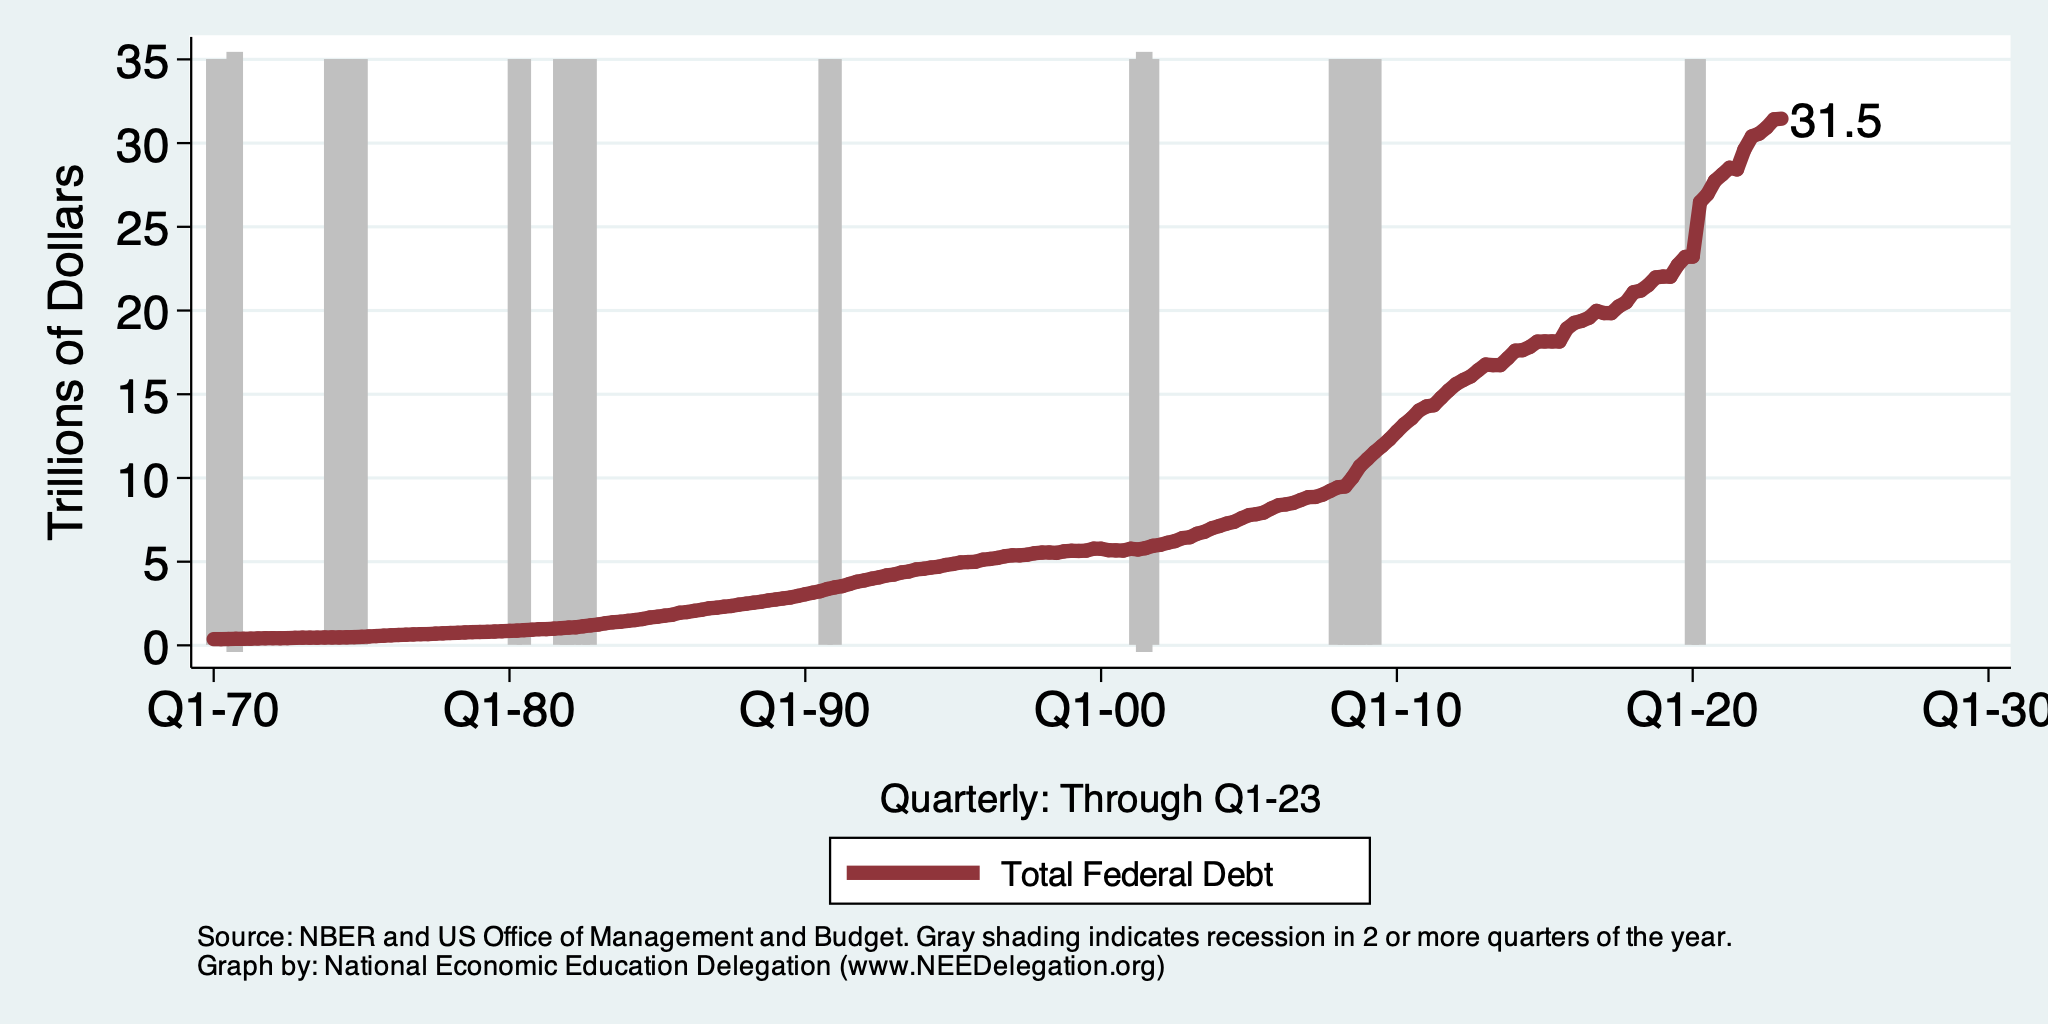 35
30
25
20
15
10
5
0
Trillions of Dollars
31.5
Q1-70 Q1-80 Q1-90 Q1-00 Q1-10 Q1-20 Q1-30
Quarterly: Through Q1-23
Total Federal Debt
Source: NBER and US Office of Management and Budget. Gray shading indicates recession in 2 or more quarters of the year.
Graph by: National Economic Education Delegation (www.NEEDelegation.org)